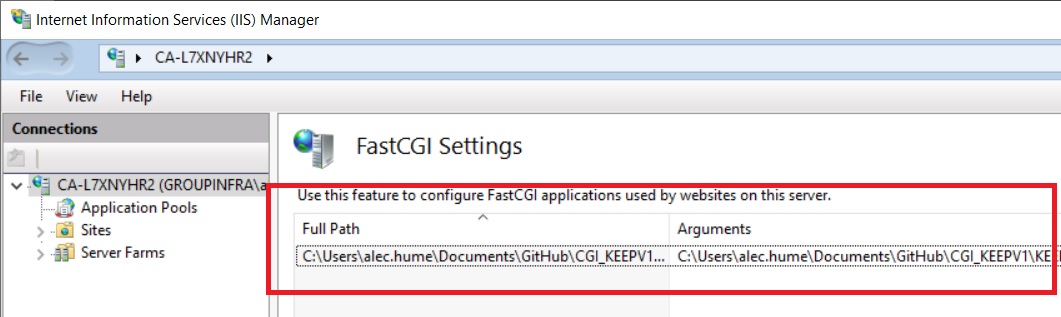 Internet Information Services (IIS) Manager
CA-L7XNYHR2
File View Help
Connections
FastCGI Settings
CA-L7XNYHR2 (GROUPINFRA\a
Use this feature to configure FastCGI applications used by websites on this server.
Application Pools
Sites
Full Path Arguments
Server Farms
C:\Users\alec.hume\Documents\GitHub\CGI_KEEPV1... C:\Users\alec.hume\Documents\GitHub\CGI_KEEPV1\KEE